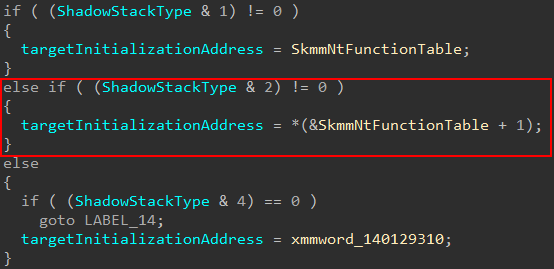 if ( (ShadowStackType & 1) != 0 )
{
  targetInitializationAddress = SkmmNtFunctionTable;
}
else if ( (ShadowStackType & 2) != 0 )
{
  targetInitializationAddress = *(&SkmmNtFunctionTable + 1);
}
else
{
  if ( (ShadowStackType & 4) == 0 )
    goto LABEL_14;
  targetInitializationAddress = xmmword_140129310;
}